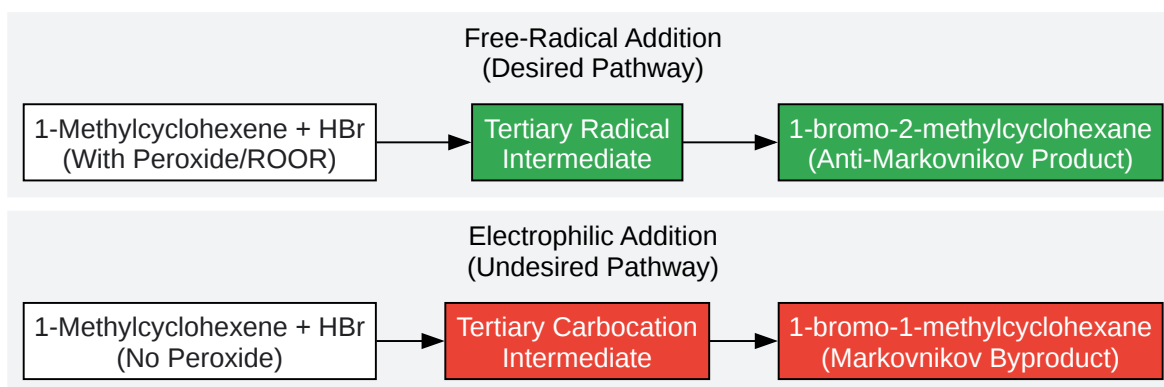 Free-Radical Addition
(Desired Pathway)
1-Methylcyclohexene + HBr
(With Peroxide/ROOR)
Tertiary Radical
Intermediate
1-bromo-2-methylcyclohexane
(Anti-Markovnikov Product)
Electrophilic Addition
(Undesired Pathway)
1-Methylcyclohexene + HBr
(No Peroxide)
Tertiary Carbocation
Intermediate
1-bromo-1-methylcyclohexane
(Markovnikov Byproduct)